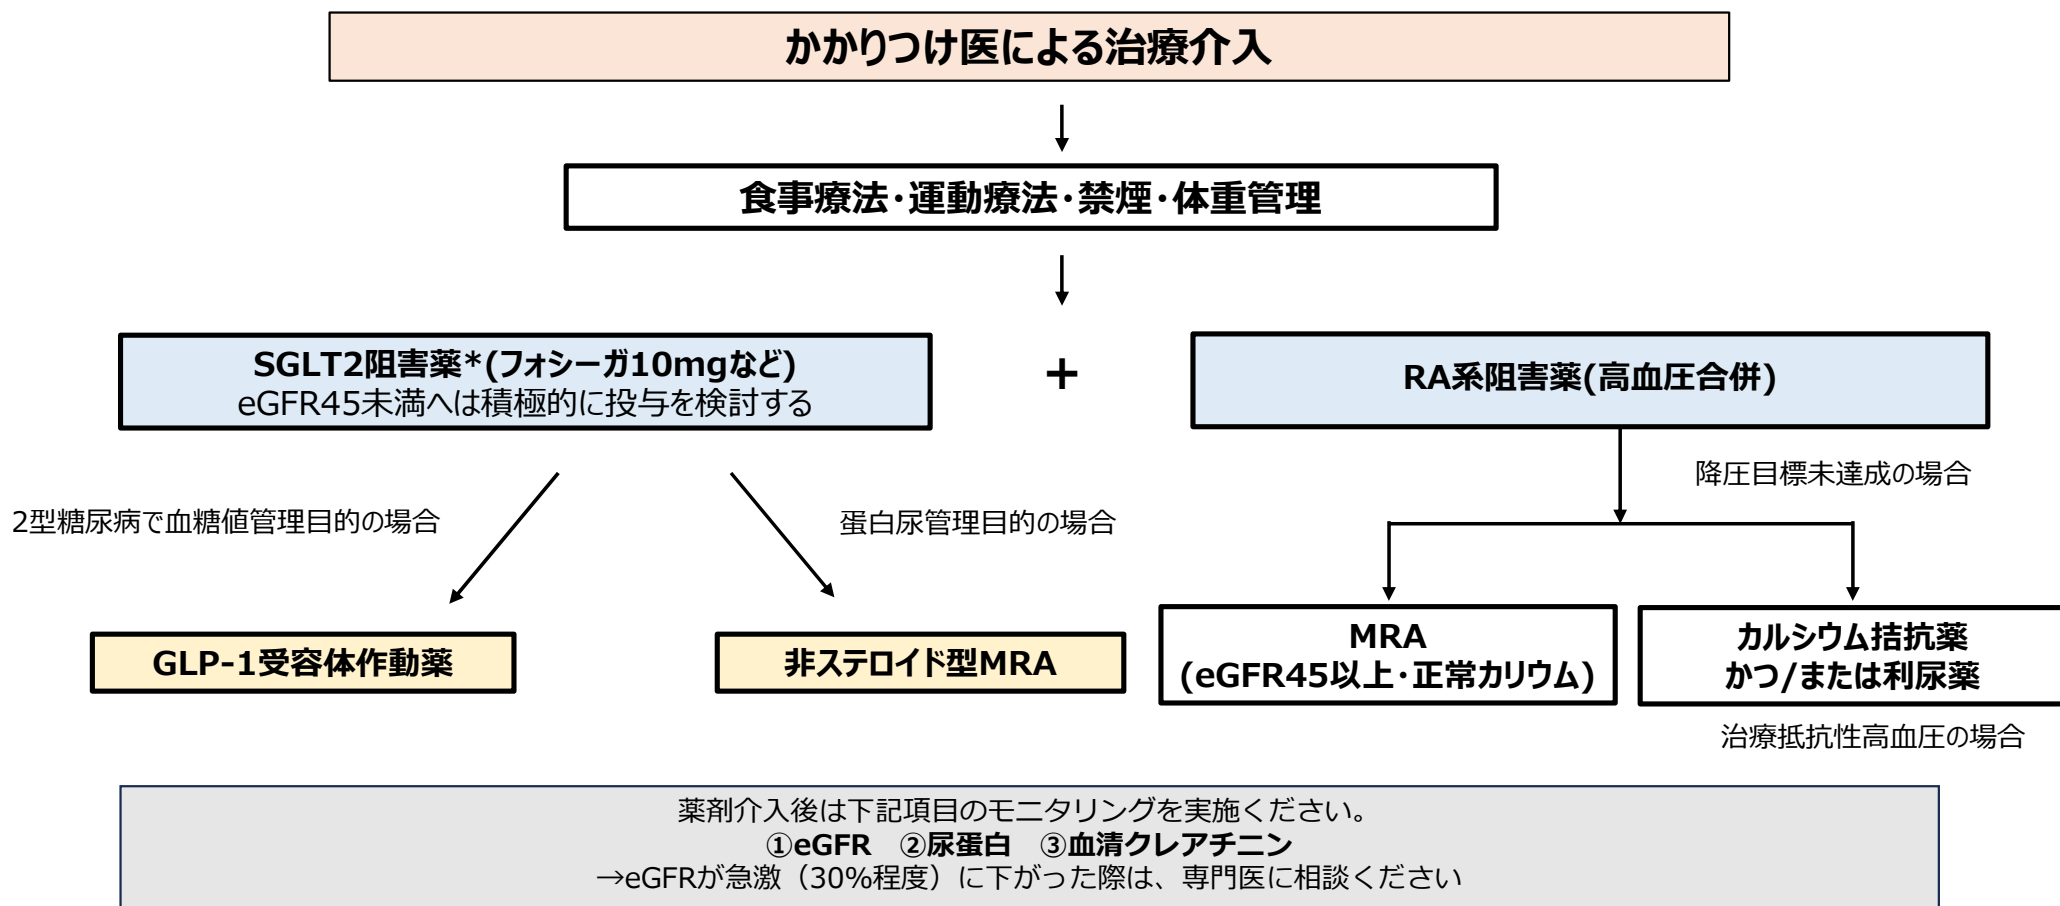 かかりつけ医による治療介入
食事療法･運動療法･禁煙･体重管理
SGLT2阻害薬*(フォシーガ10mgなど)
eGFR45未満へは積極的に投与を検討する
+
RA系阻害薬(高血圧合併)
降圧目標未達成の場合
2型糖尿病で血糖値管理目的の場合
蛋白尿管理目的の場合
GLP-1受容体作動薬
非ステロイド型MRA
MRA
(eGFR45以上･正常カリウム)
カルシウム拮抗薬
かつ/または利尿薬
治療抵抗性高血圧の場合
薬剤介入後は下記項目のモニタリングを実施ください。
①eGFR　②尿蛋白　③血清クレアチニン
→eGFRが急激（30%程度）に下がった際は、専門医に相談ください